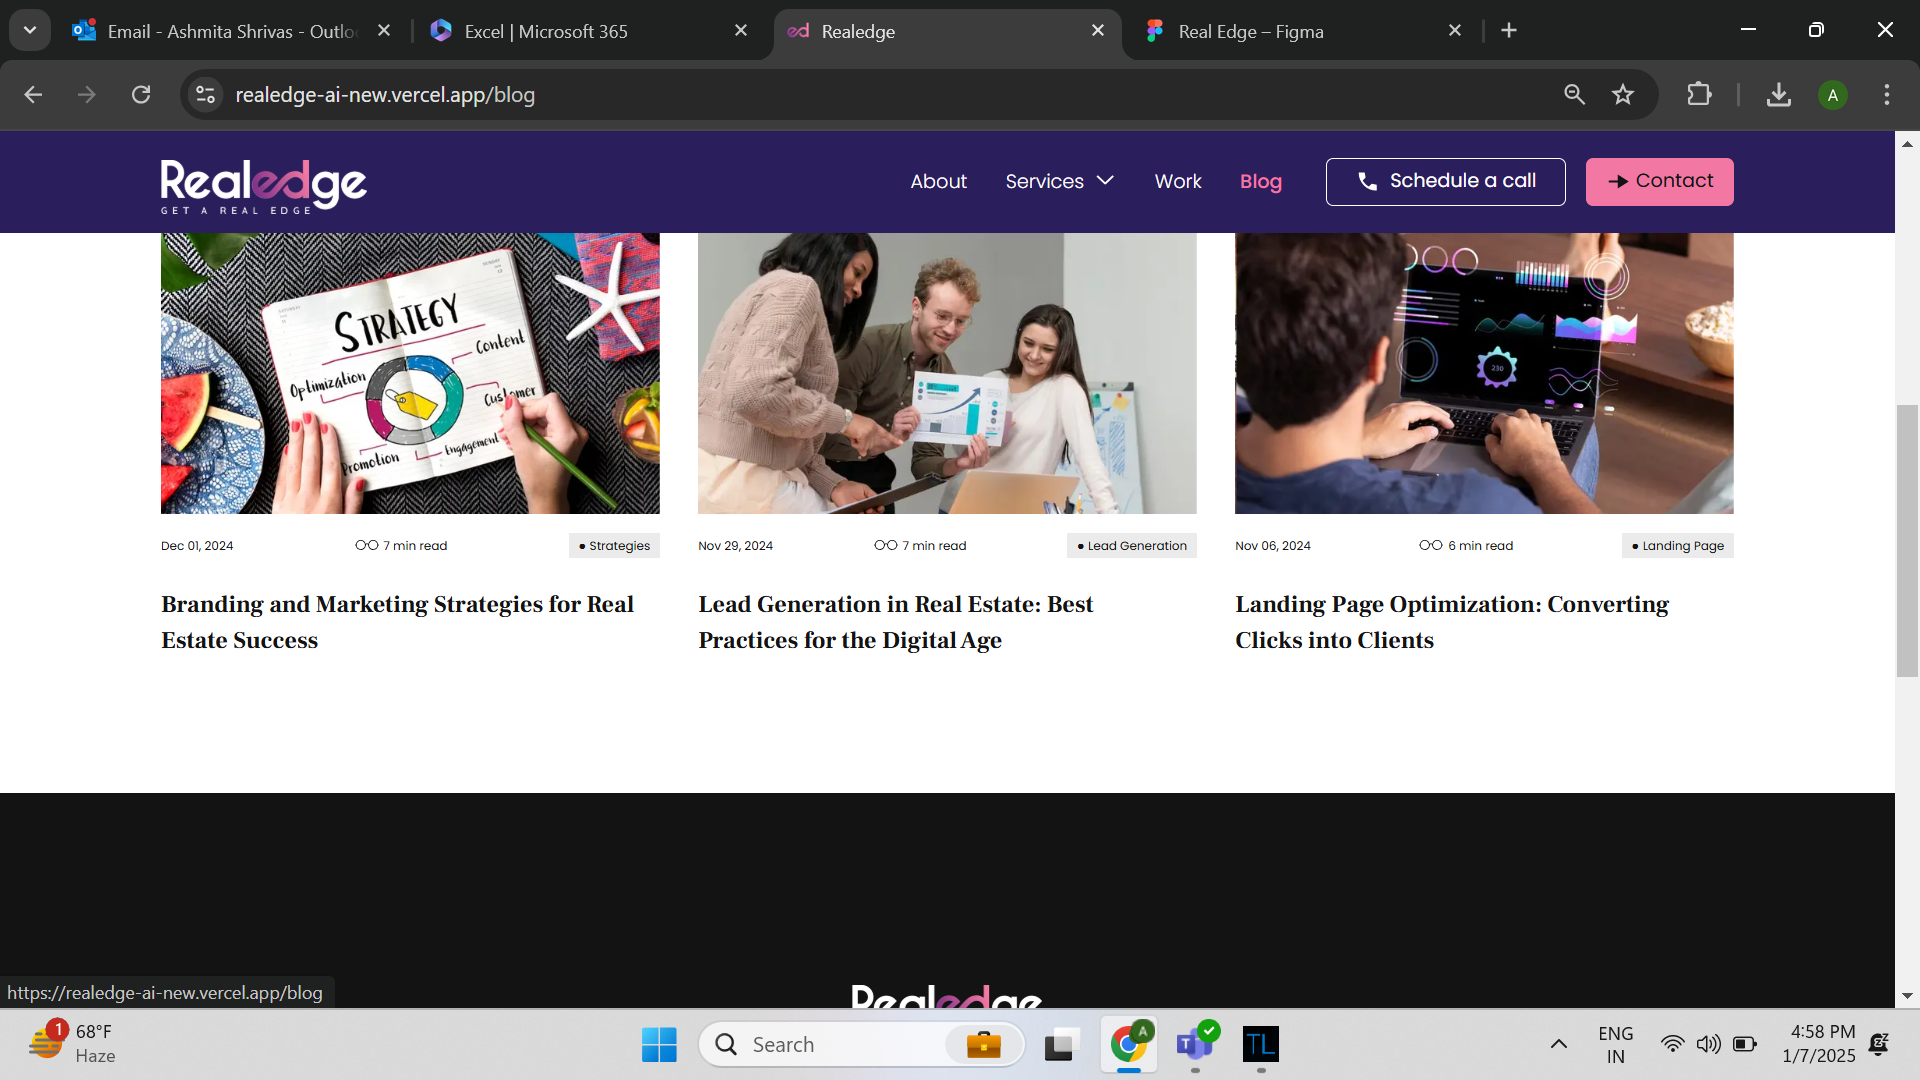 Email - Ashmita Shrivas - Outlo
Excel | Microsoft 365
Realedge
Real Edge – Figma
realedge-ai-new.vercel.app/blog
A
Realedge
GET A REAL EDGE
About
Services
Work
Blog
Schedule a call
Contact
STRATEGY
Content
Optimization
Customer
Promotion
Engagement
230
Dec 01, 2024
7 min read
• Strategies
Nov 29, 2024
7 min read
• Lead Generation
Nov 06, 2024
6 min read
• Landing Page
Branding and Marketing Strategies for Real
Estate Success
Lead Generation in Real Estate: Best
Practices for the Digital Age
Landing Page Optimization: Converting
Clicks into Clients
Realedge
https://realedge-ai-new.vercel.app/blog
1
68°F
Haze
Search
A
T
TL
ENG
IN
4:58 PM
1/7/2025